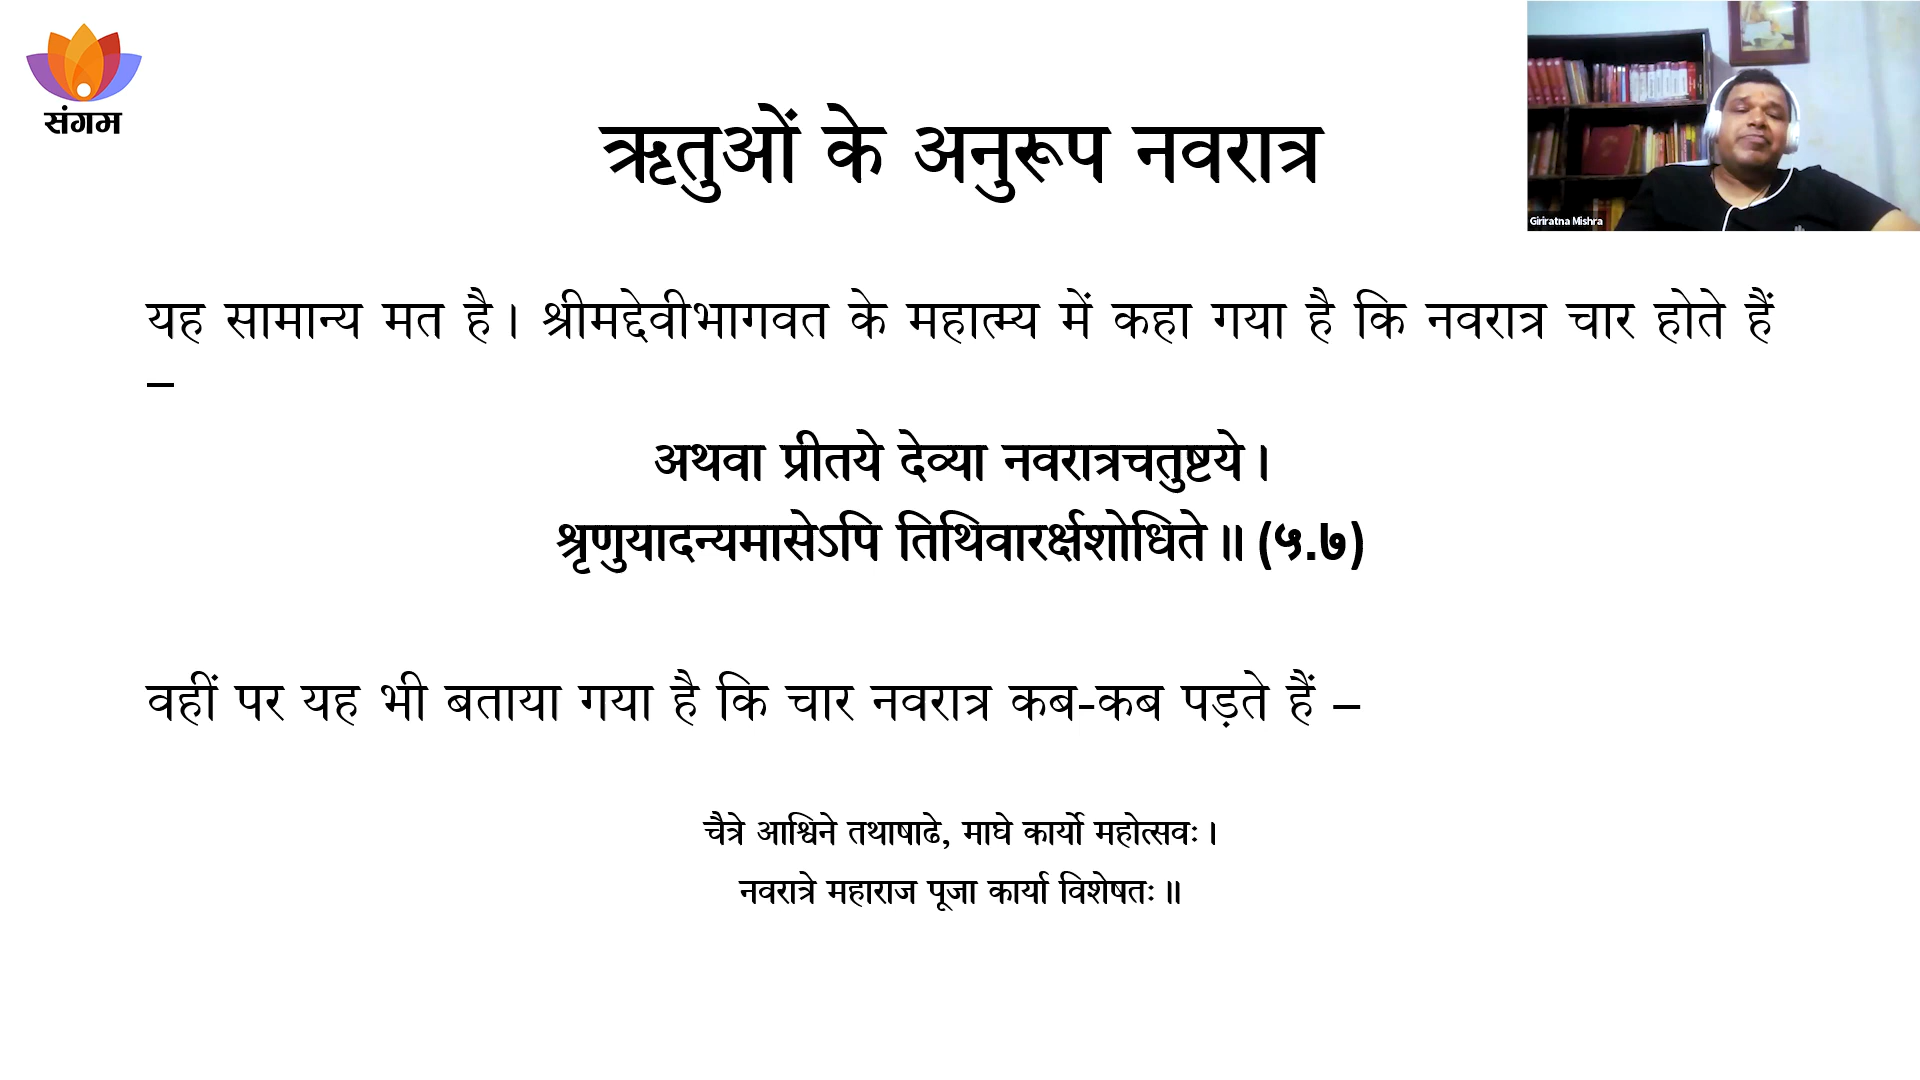 संगम
ऋतुओं के अनुरूप नवरात्र
Giriratna Mishra
यह सामान्य मत है। श्रीमद्देवीभागवत के महात्म्य में कहा गया है कि नवरात्र चार होते हैं
–
अथवा प्रीतये देव्या नवरात्रचतुष्टये।
श्रृणुयादन्यमासेऽपि तिथिवारर्क्षशोधिते॥ (५.७)
वहीं पर यह भी बताया गया है कि चार नवरात्र कब-कब पड़ते हैं –
चैत्रे आश्विने तथाषाढे, माघे कार्यो महोत्सवः।
नवरात्रे महाराज पूजा कार्या विशेषतः॥